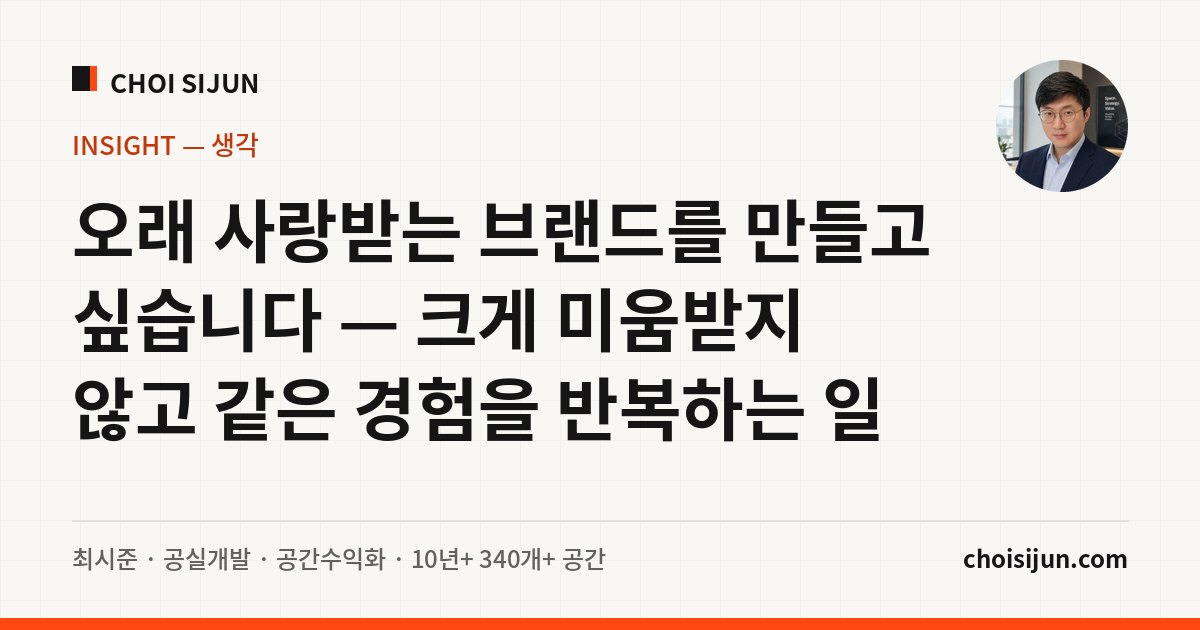 CHOI SIJUN
INSIGHT — 생각
오래 사랑받는 브랜드를 만들고
싶습니다 — 크게 미움받지
않고 같은 경험을 반복하는 일
최시준 · 공실개발 · 공간수익화 · 10년+ 340개+ 공간
choisijun.com